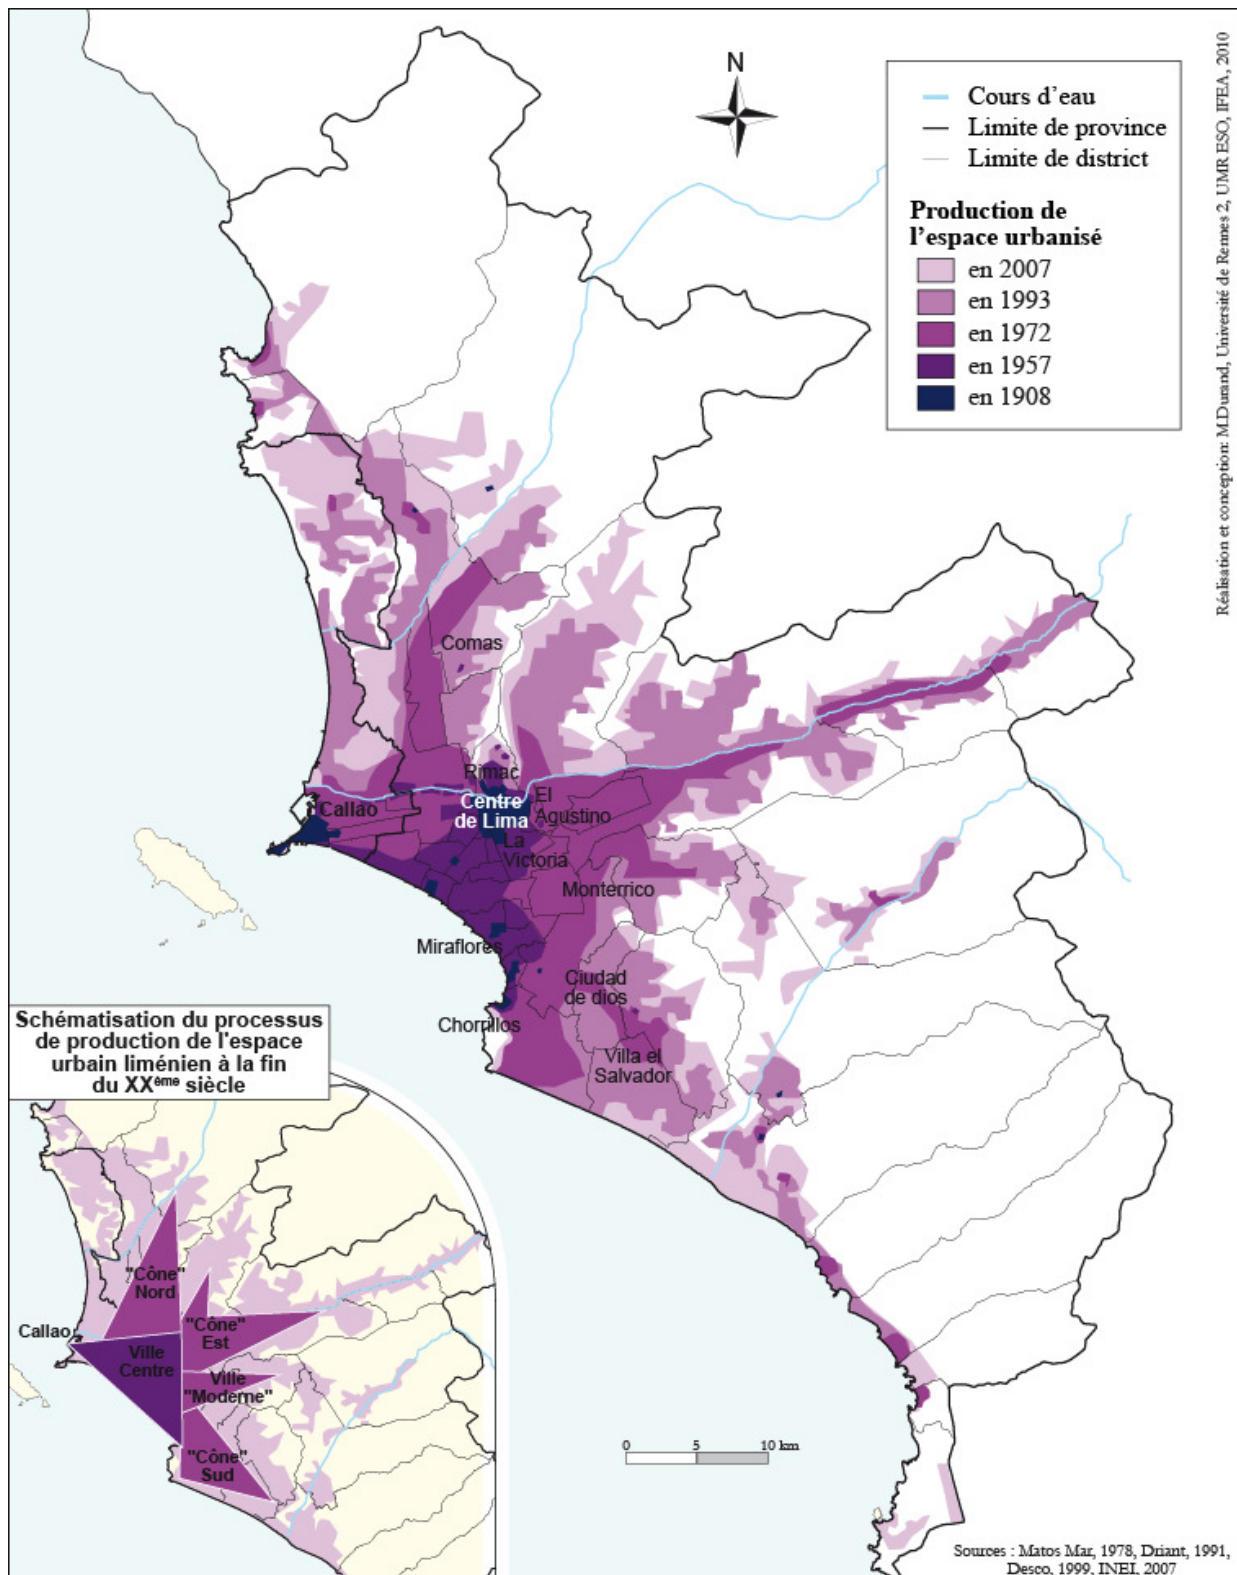 N
Cours d'eau
Limite de province
Limite de district
Production de
l'espace urbanisé
en 2007
en 1993
en 1972
en 1957
en 1908
Réalisation et conception: M.Durand, Université de Rennes 2, UMR ESO, IFEA, 2010
Comas
Rimac
Centre
de Lima
El
Agustino
Callao
La
Victoria
Monterrico
Miraflores
Ciudad
de dios
Chorrillos
Villa el
Salvador
Schématisation du processus
de production de l'espace
urbain liménien à la fin
du XXème siècle
"Cône"
Nord
Callao
"Cône"
Est
Ville
Centre
Ville
"Moderne"
"Cône"
Sud
0 5 10 km
Sources : Matos Mar, 1978, Driant, 1991,
Desco, 1999, INEI, 2007